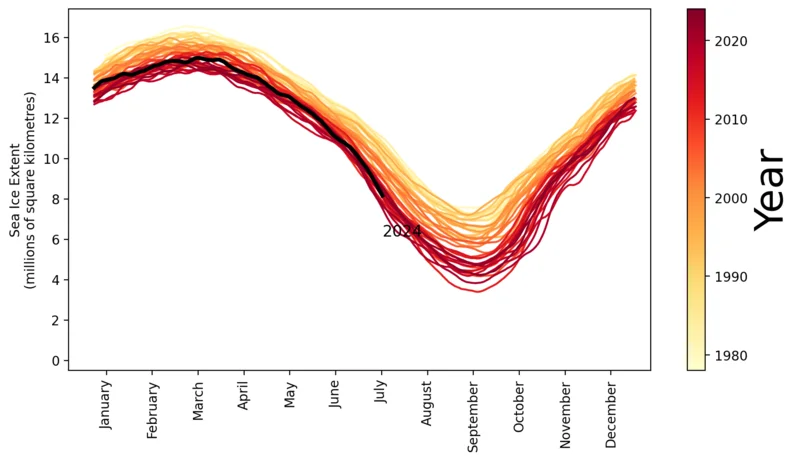 Sea Ice Extent
(millions of square kilometres)
16
14
12
10
8
6
4
2
0
2024
January
February
March
April
May
June
July
August
September
October
November
December
2020
2010
2000
1990
1980
Year